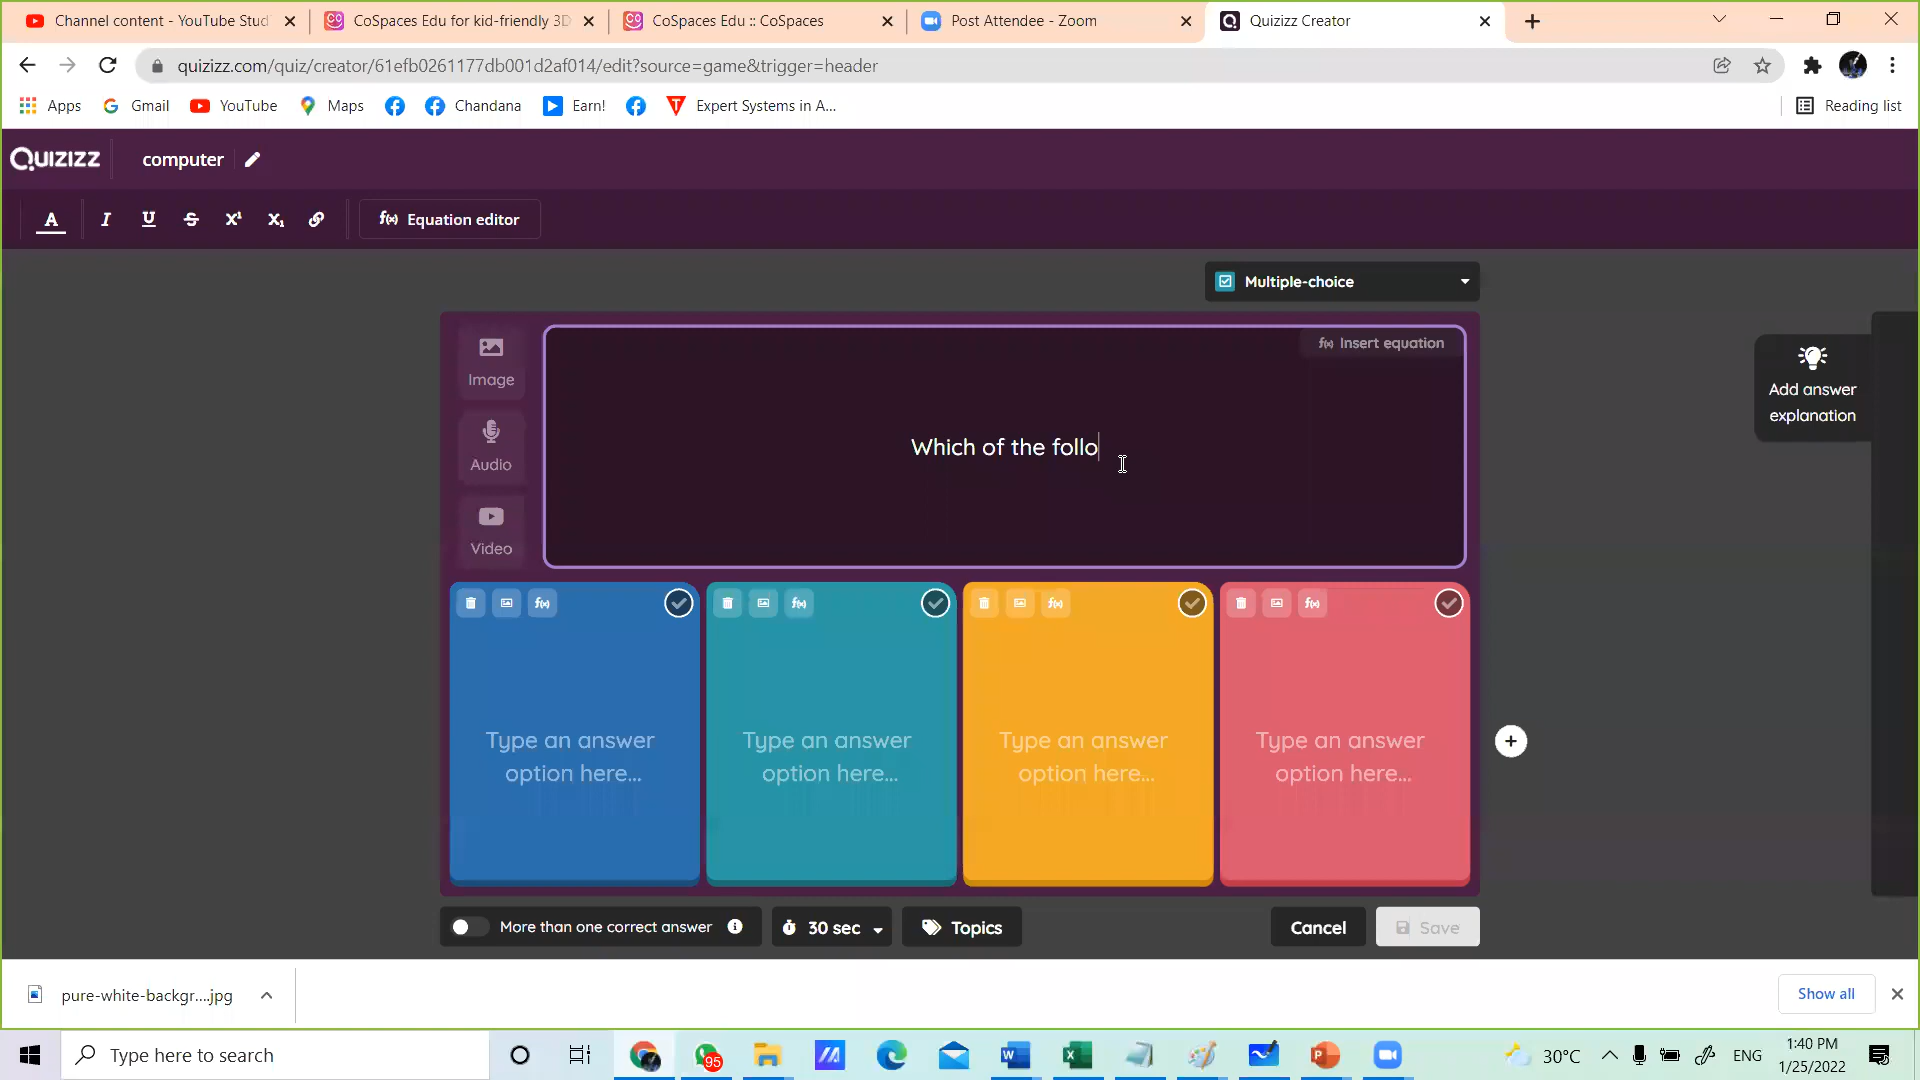 Channel content - YouTube Stud
CoSpaces Edu for kid-friendly 3D
CoSpaces Edu :: CoSpaces
Post Attendee - Zoom
Quizizz Creator
quizizz.com/quiz/creator/61efb0261177db001d2af014/edit?source=game&trigger=header
Apps
Gmail
YouTube
Maps
Chandana
Earn!
Expert Systems in A...
Reading list
QUIZIZZ
computer
A I U S X¹ X₁
f(x) Equation editor
Multiple-choice
Image
Audio
Video
f(x) Insert equation
Which of the follo
Add answer
explanation
f(x)
f(x)
f(x)
f(x)
Type an answer
option here...
Type an answer
option here...
Type an answer
option here...
Type an answer
option here...
More than one correct answer
30 sec
Topics
Cancel
Save
pure-white-backgr....jpg
Show all
Type here to search
95
30°C
ENG
1:40 PM
1/25/2022